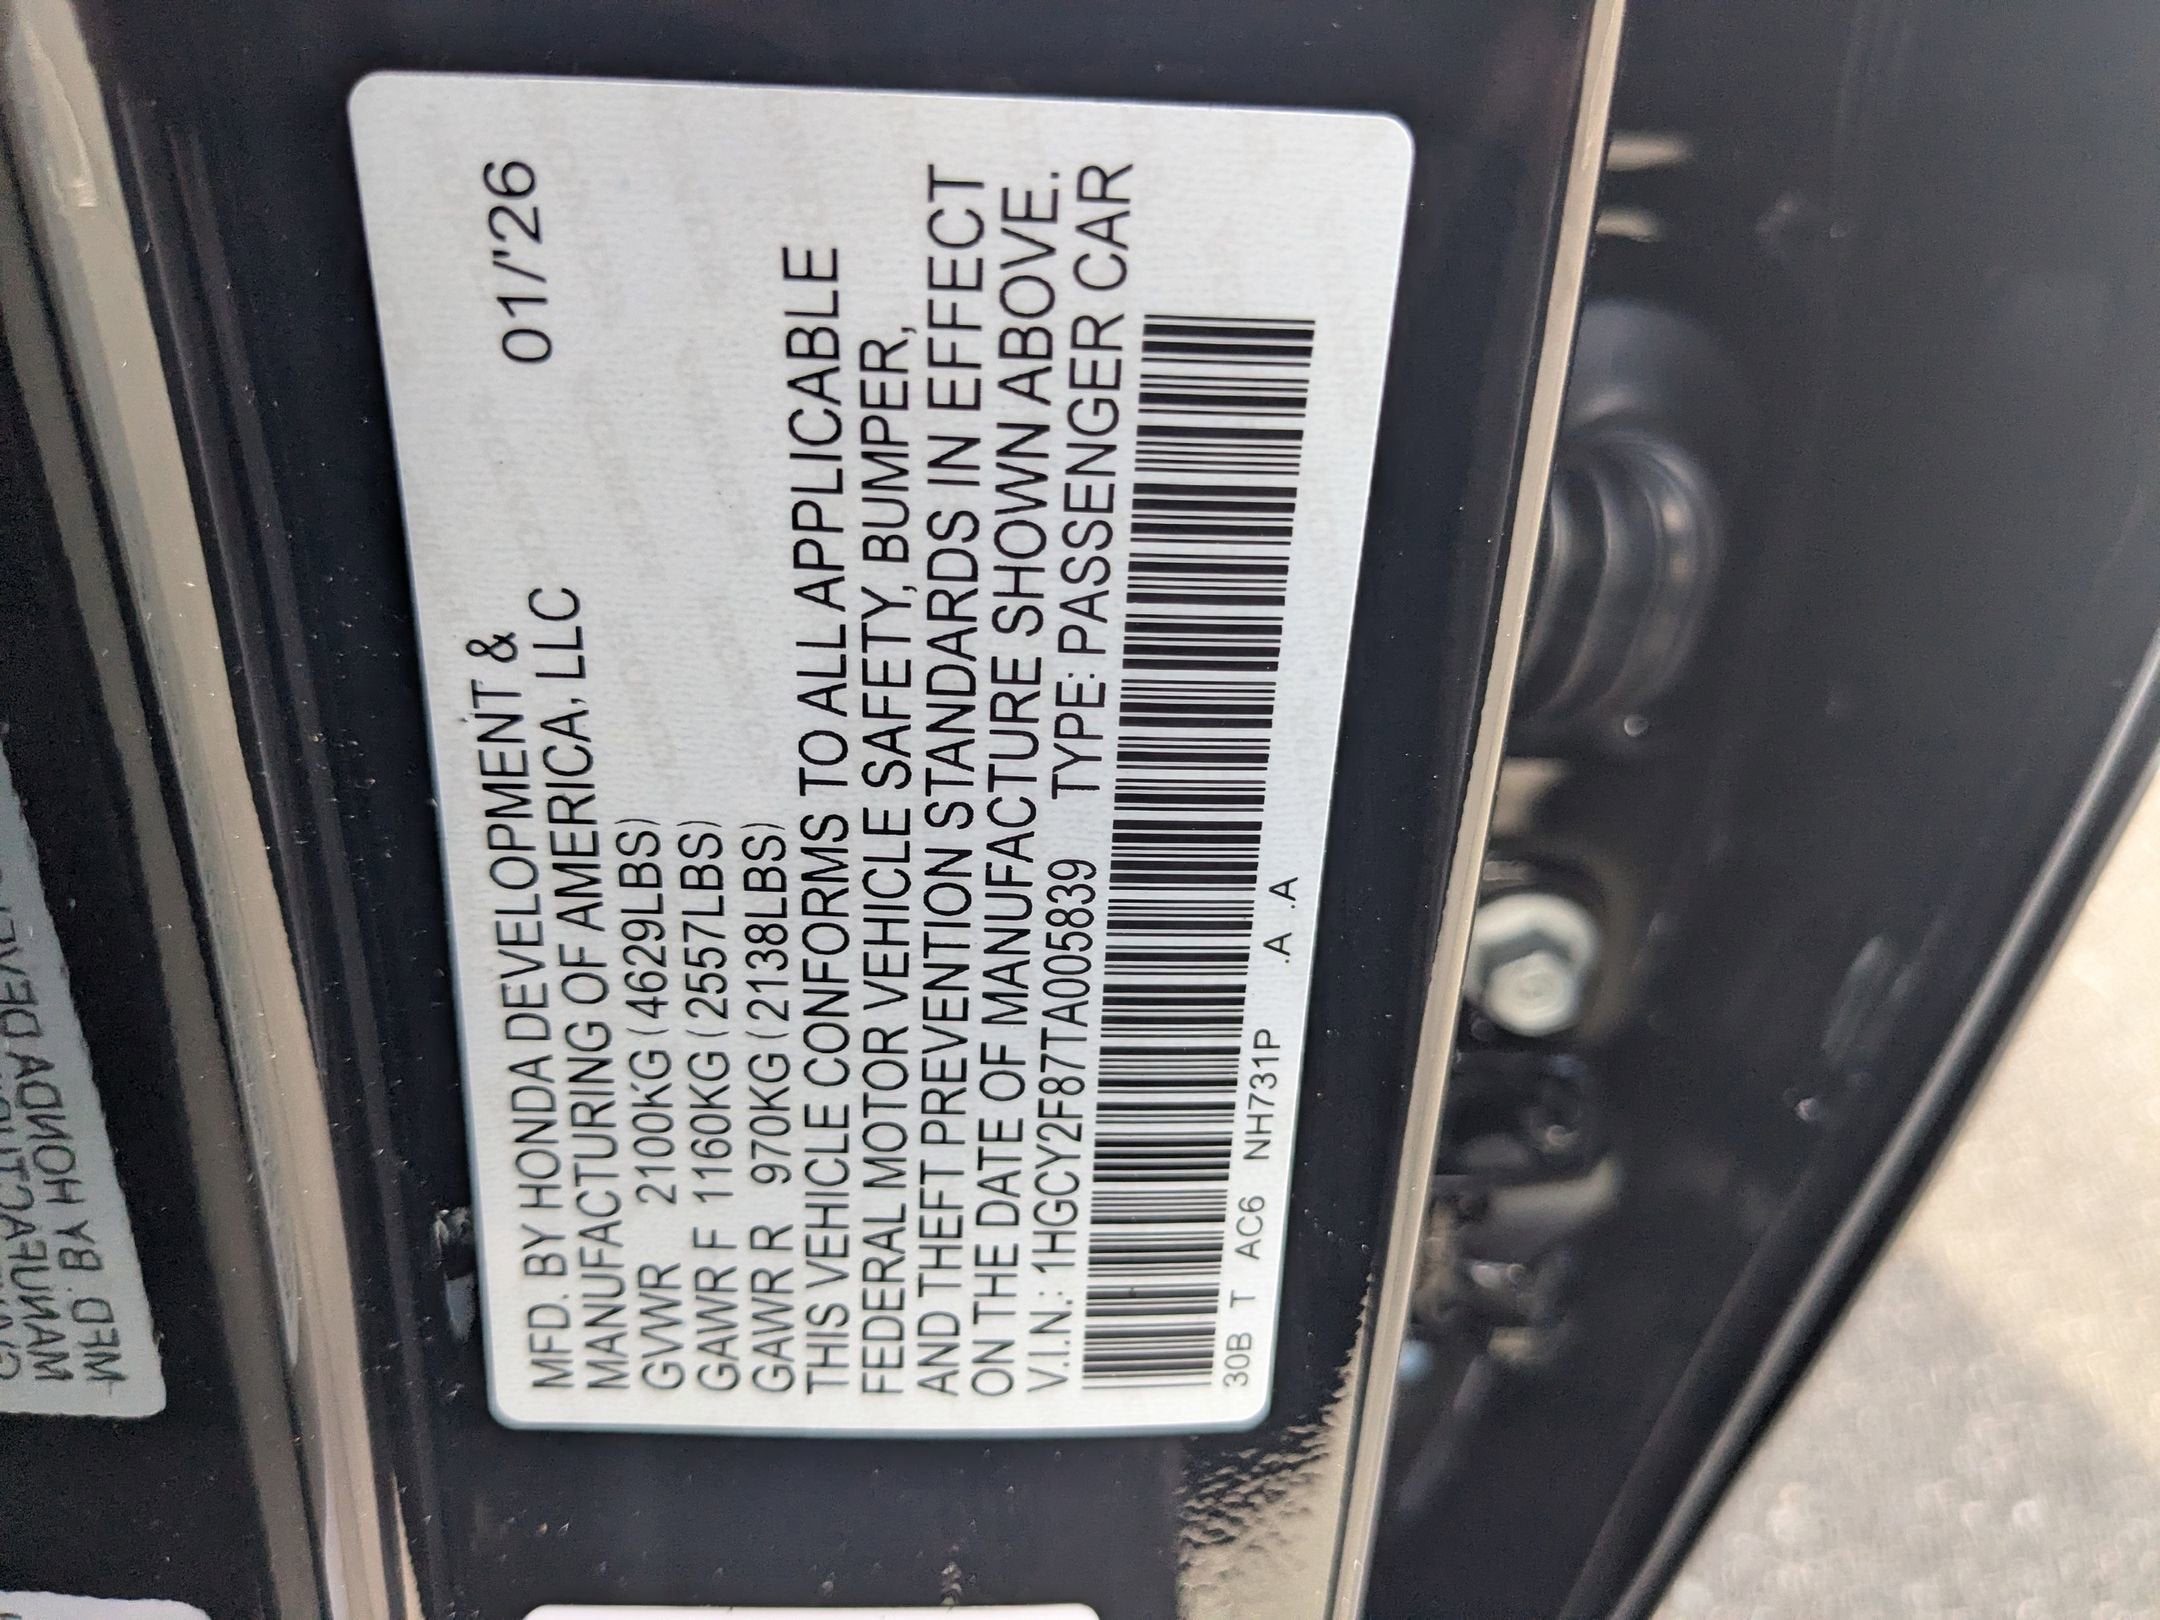 01/'26
MFD. BY HONDA DEVELOPMENT &
MANUFACTURING OF AMERICA, LLC
GVWR 2100KG (4629LBS)
GAWR F 1160KG (2557LBS)
GAWR R 970KG (2138LBS)
THIS VEHICLE CONFORMS TO ALL APPLICABLE
FEDERAL MOTOR VEHICLE SAFETY, BUMPER,
AND THEFT PREVENTION STANDARDS IN EFFECT
ON THE DATE OF MANUFACTURE SHOWN ABOVE.
V.I.N.: 1HGCY2F87TA005839 TYPE: PASSENGER CAR
30B T AC6 NH731P .A .A
MFD. BY HONDA DEVEL
MANUFACTU